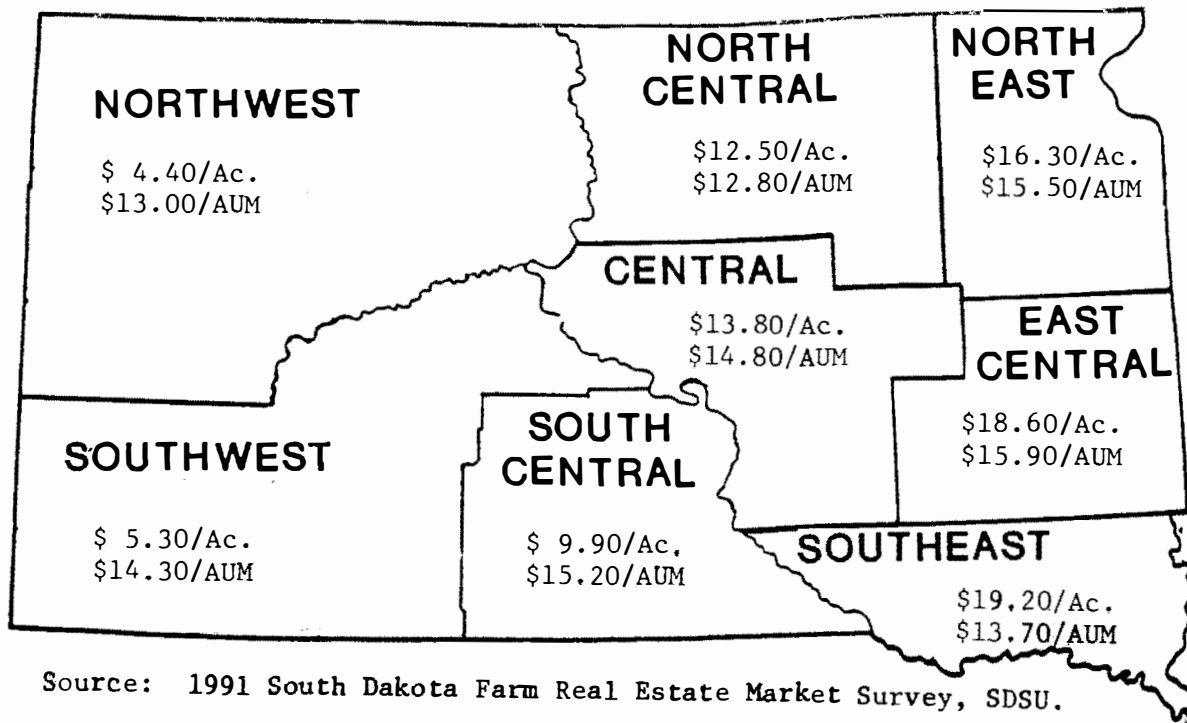 NORTHWEST
$ 4.40/Ac.
$13.00/AUM
NORTH
CENTRAL
$12.50/Ac.
$12.80/AUM
NORTH
EAST
$16.30/Ac.
$15.50/AUM
CENTRAL
$13.80/Ac.
$14.80/AUM
EAST
CENTRAL
$18.60/Ac.
$15.90/AUM
SOUTHWEST
$ 5.30/Ac.
$14.30/AUM
SOUTH
CENTRAL
$ 9.90/Ac.
$15.20/AUM
SOUTHEAST
$19.20/Ac.
$13.70/AUM
Source: 1991 South Dakota Farm Real Estate Market Survey, SDSU.